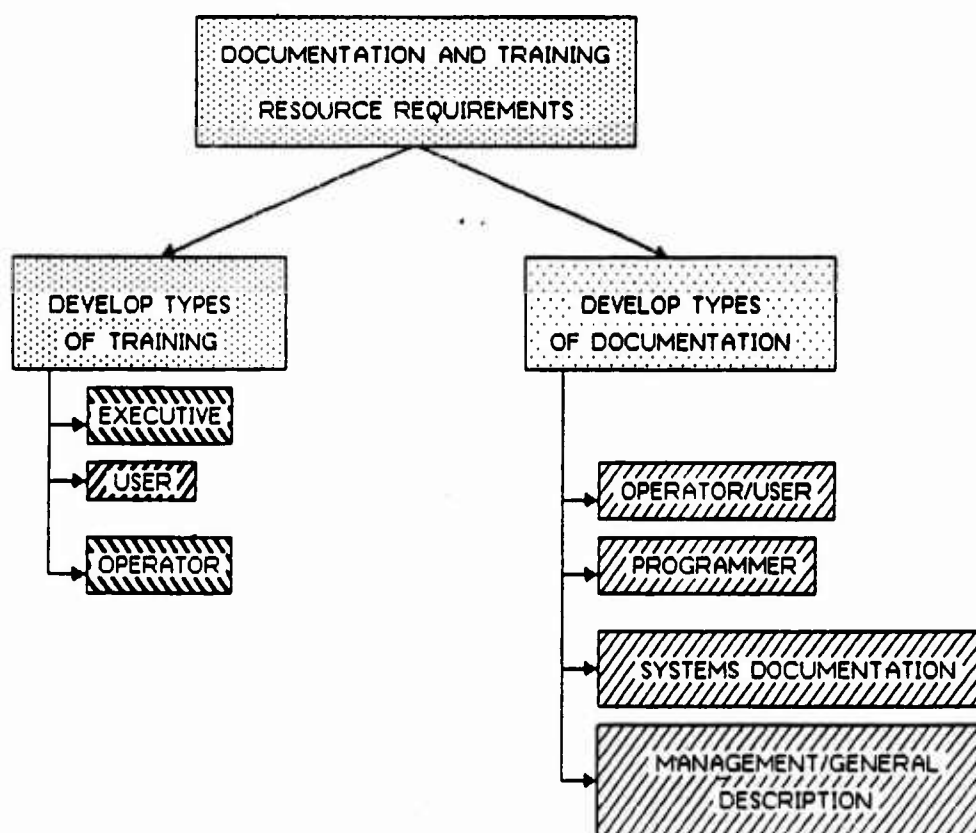 DOCUMENTATION AND TRAINING
RESOURCE REQUIREMENTS
DEVELOP TYPES
OF TRAINING
EXECUTIVE
USER
OPERATOR
DEVELOP TYPES
OF DOCUMENTATION
OPERATOR/USER
PROGRAMMER
SYSTEMS DOCUMENTATION
MANAGEMENT/GENERAL
DESCRIPTION